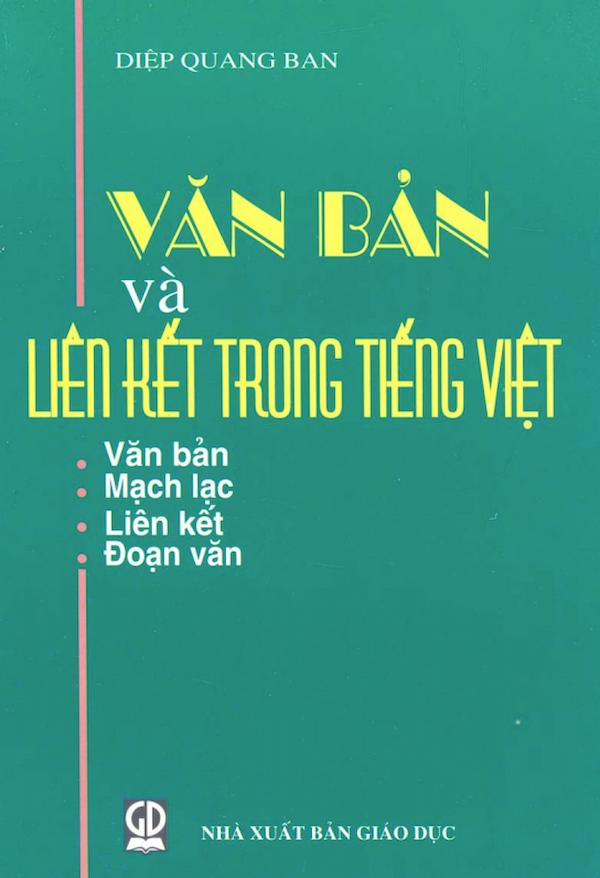 DIỆP QUANG BAN
VĂN BẢN
và
LIÊN KẾT TRONG TIẾNG VIỆT
• Văn bản
• Mạch lạc
• Liên kết
• Đoạn văn
GD
NHÀ XUẤT BẢN GIÁO DỤC